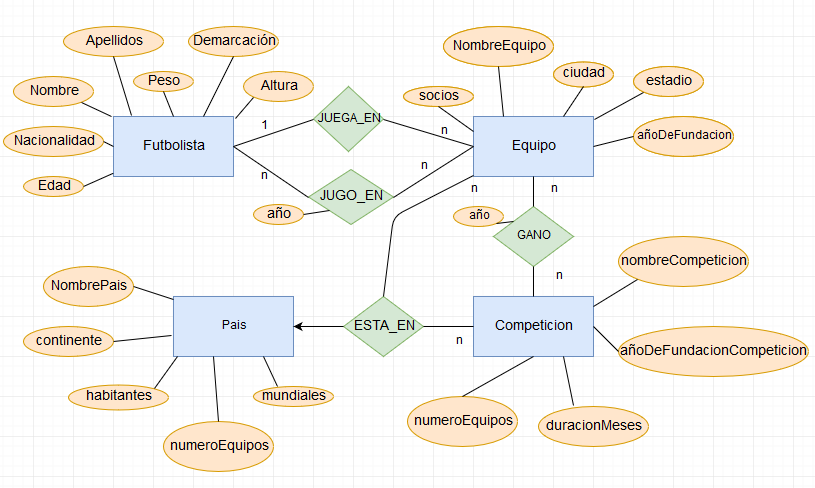 Apellidos
Demarcación
NombreEquipo
Peso
ciudad
estadio
Nombre
Altura
socios
1
JUEGA_EN
n
Nacionalidad
Futbolista
Equipo
añoDeFundacion
n
n
Edad
JUGO_EN
n
n
año
año
GANO
nombreCompeticion
n
NombrePais
continente
Pais
ESTA_EN
n
Competicion
añoDeFundacionCompeticion
habitantes
mundiales
numeroEquipos
numeroEquipos
duracionMeses